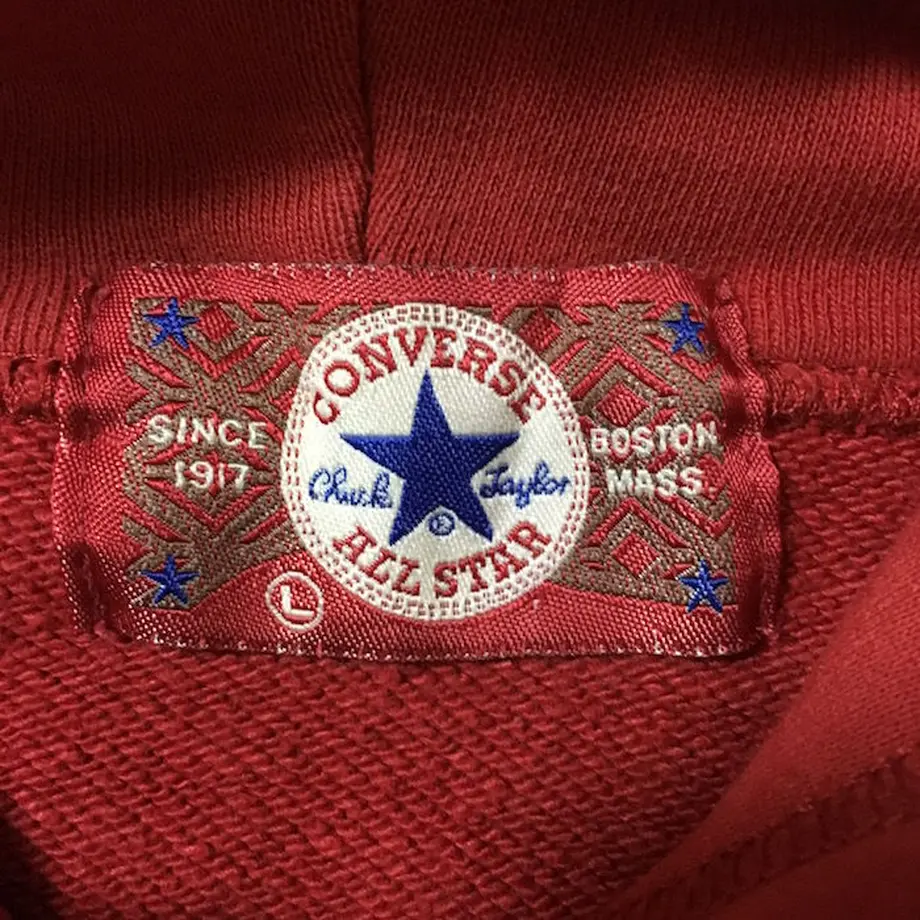 CONVERSE
SINCE
1917
Chuck Taylor
BOSTON
MASS.
®
ALL STAR
L